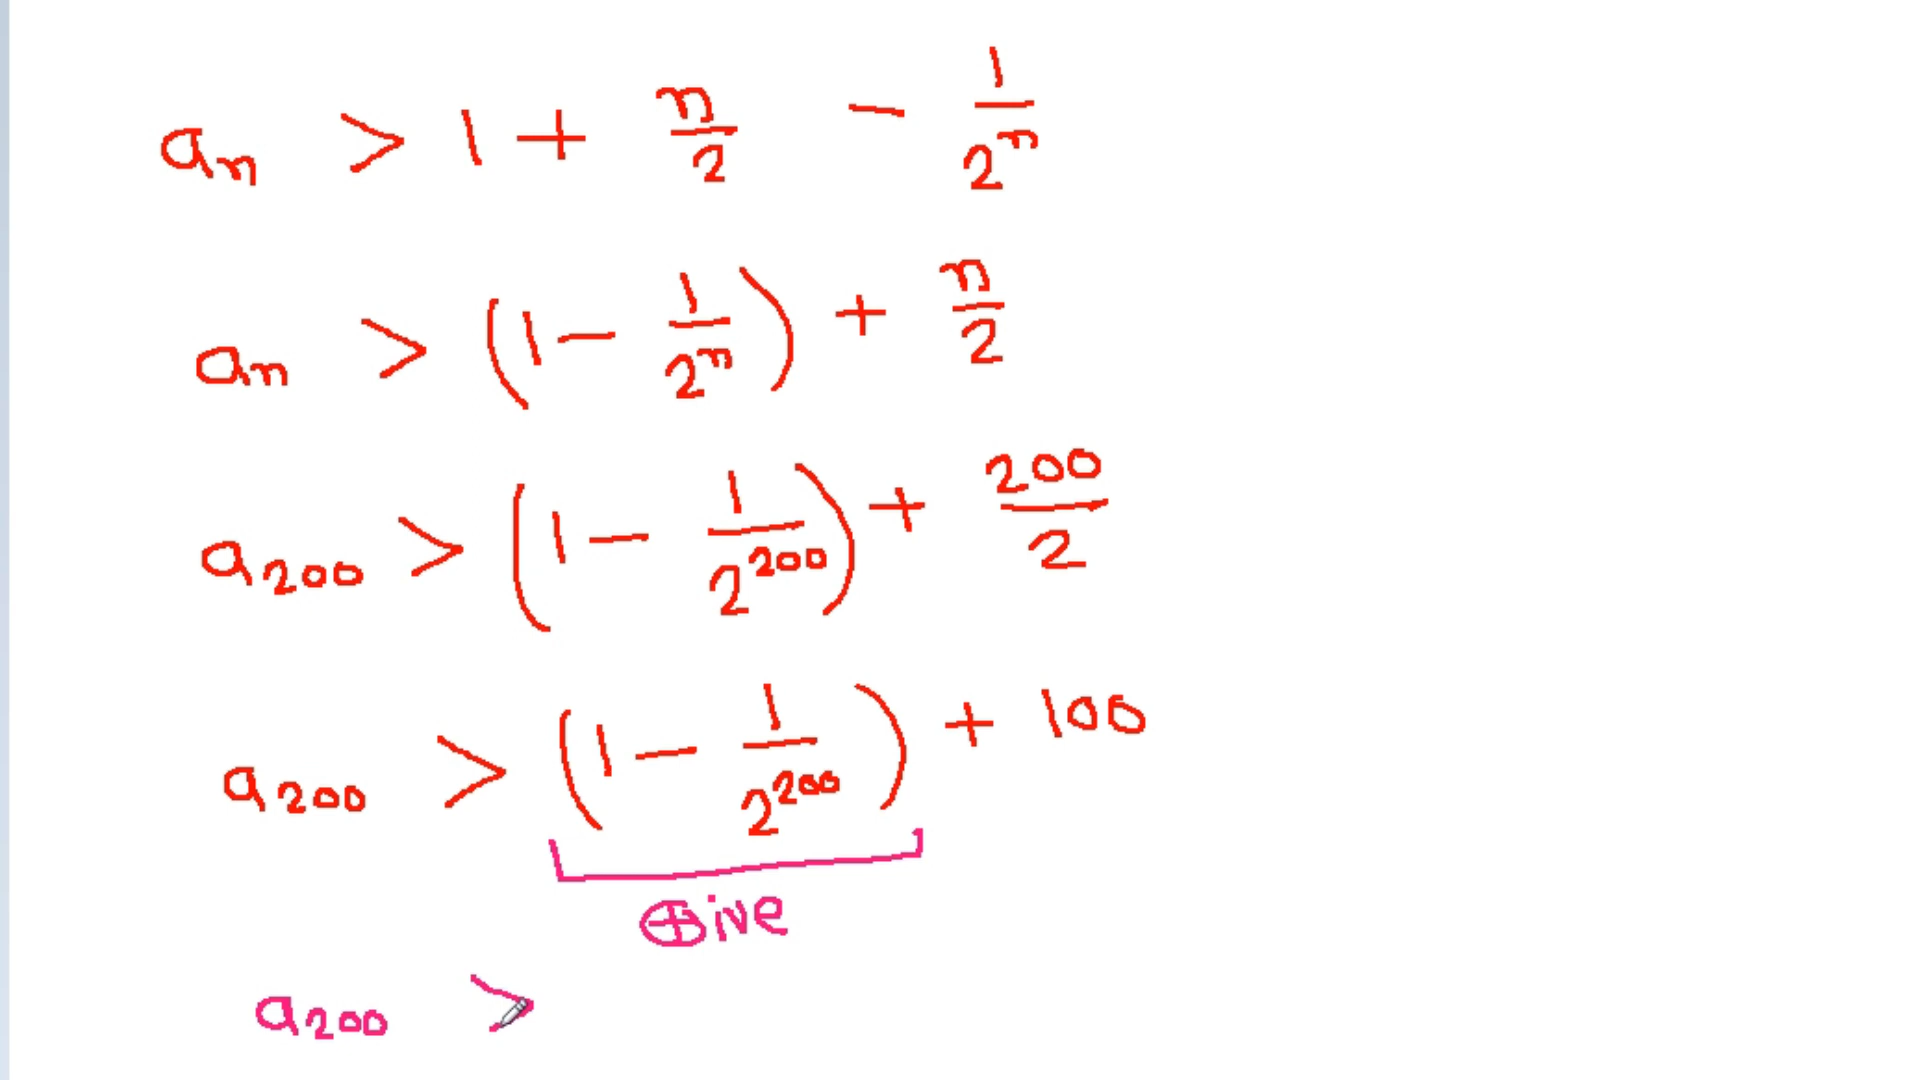 aₙ > 1 + n/2 - 1/2ⁿ
aₙ > (1 - 1/2ⁿ) + n/2
a₂₀₀ > (1 - 1/2²⁰⁰) + 200/2
a₂₀₀ > (1 - 1/2²⁰⁰) + 100
⊕ive
a₂₀₀ >